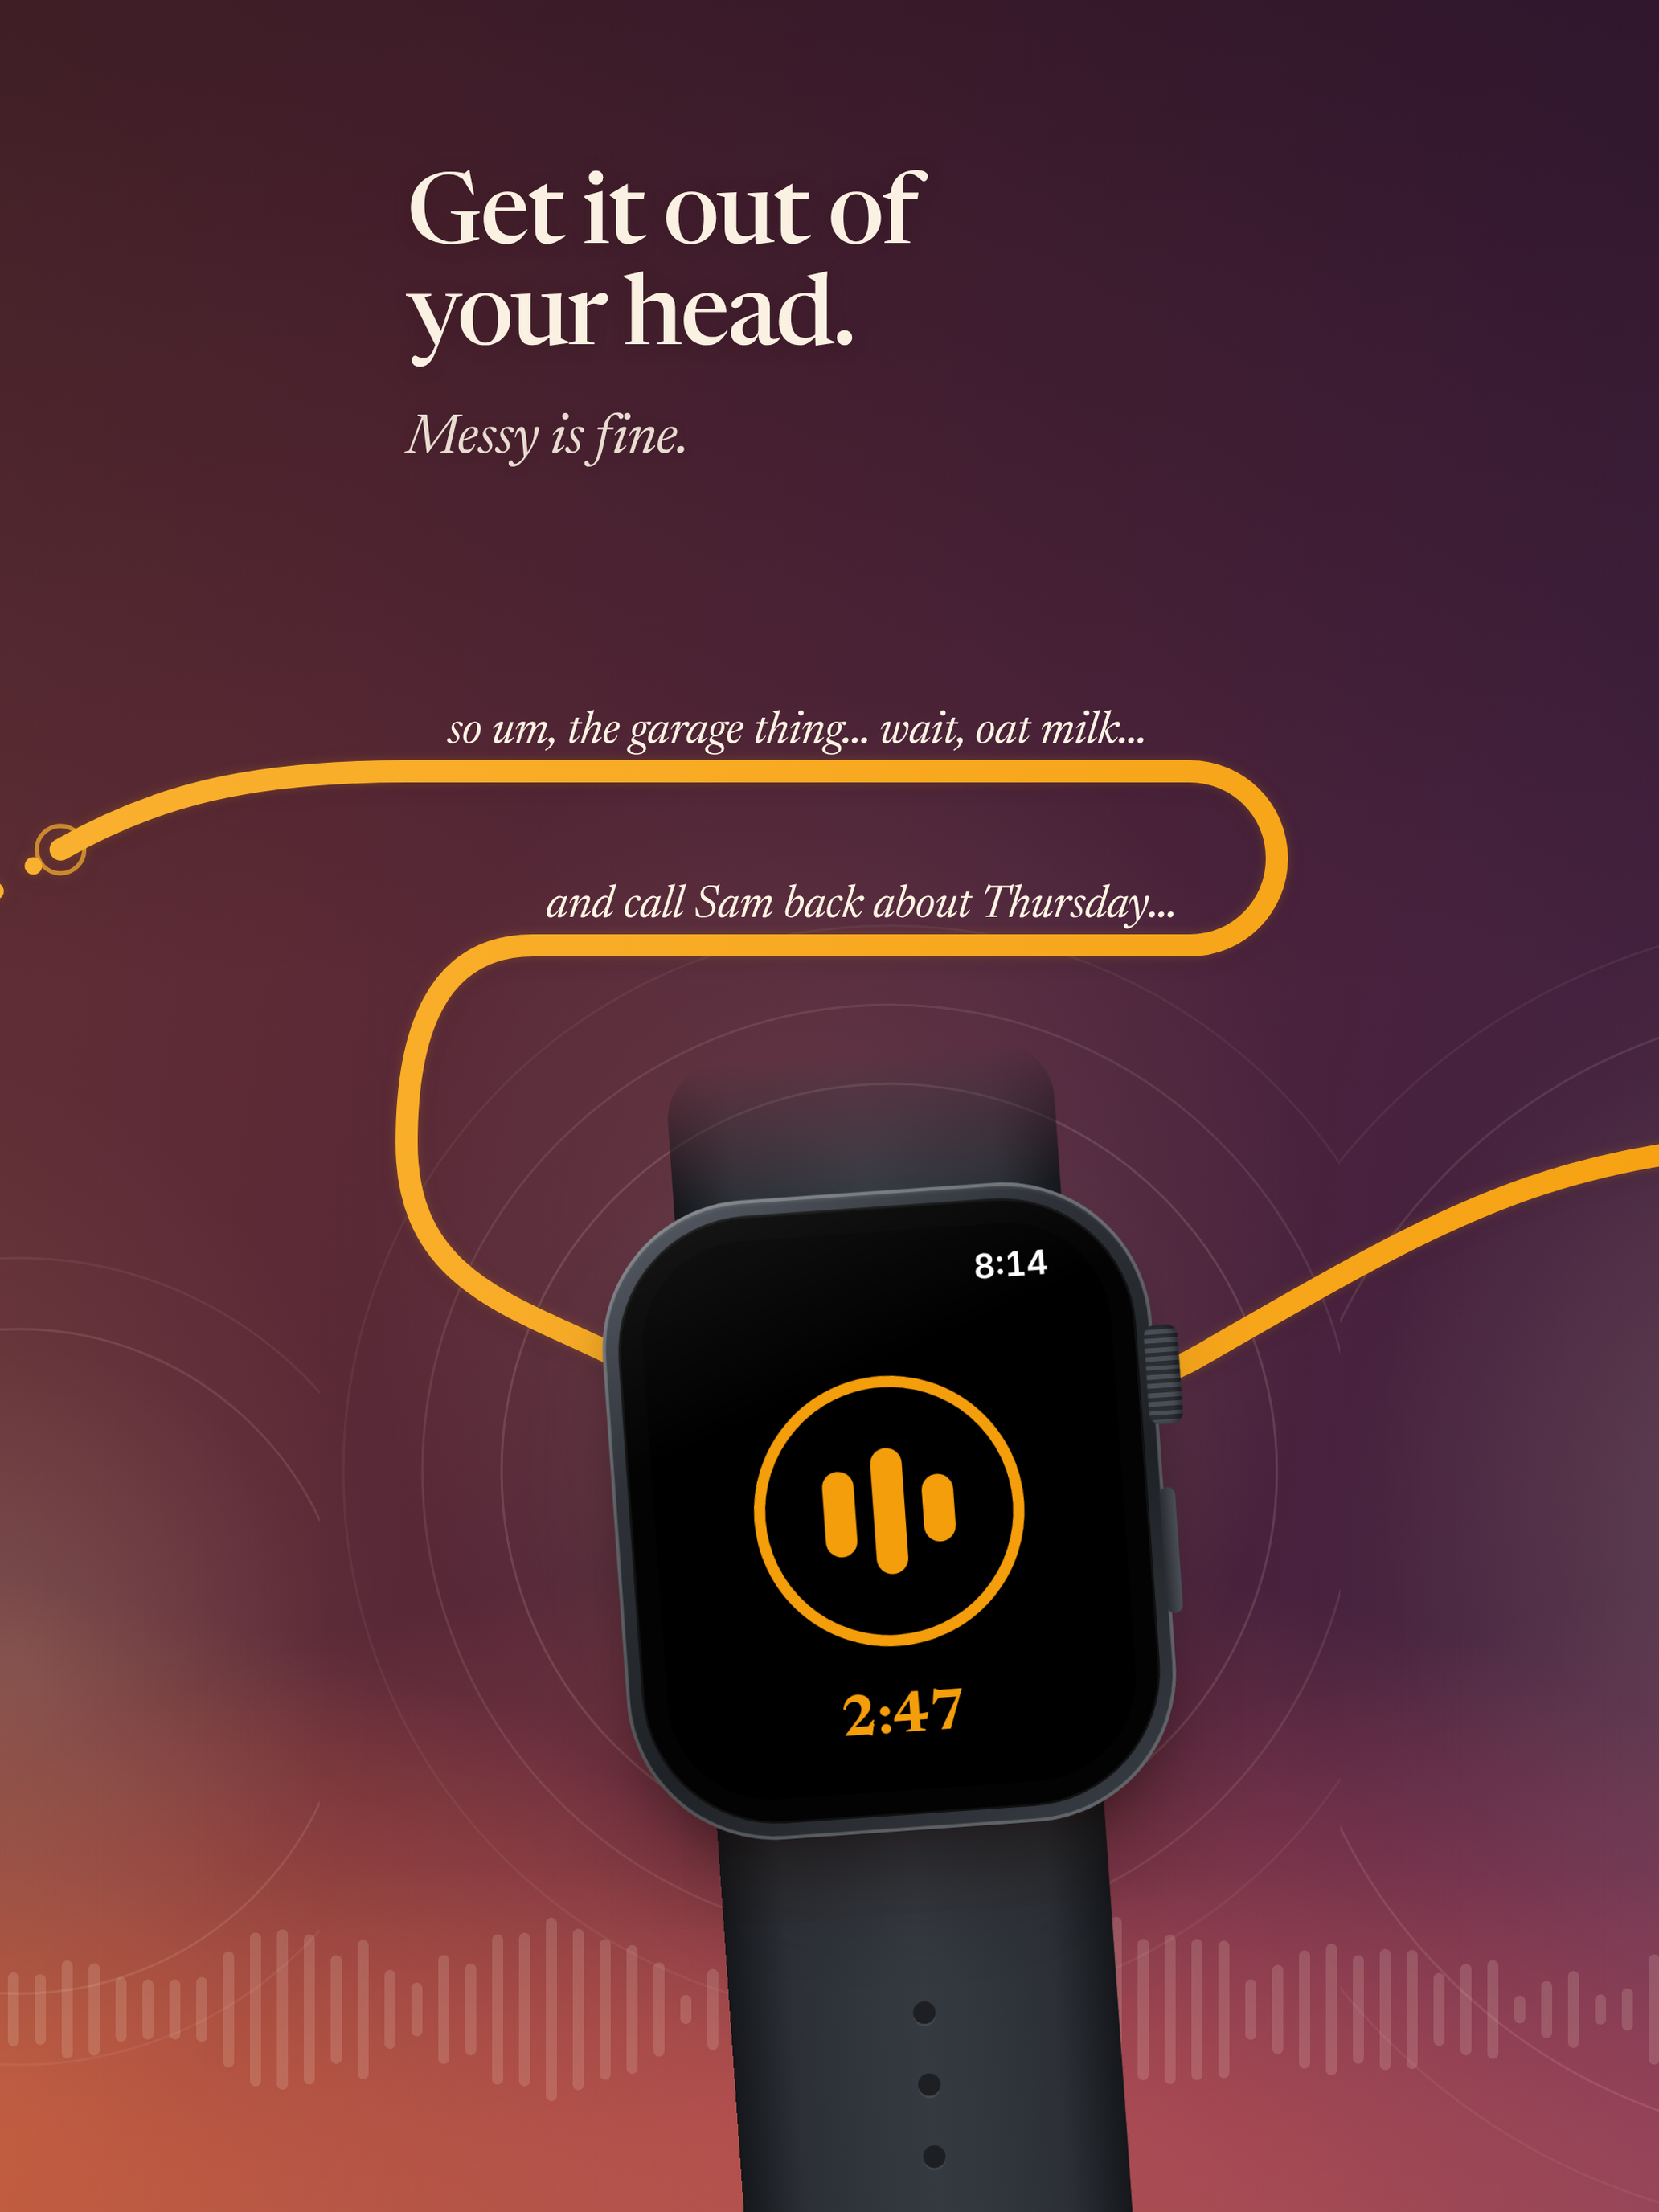 Get it out of
your head.
Messy is fine.
so um, the garage thing... wait, oat milk...
and call Sam back about Thursday...
8:14
2:47